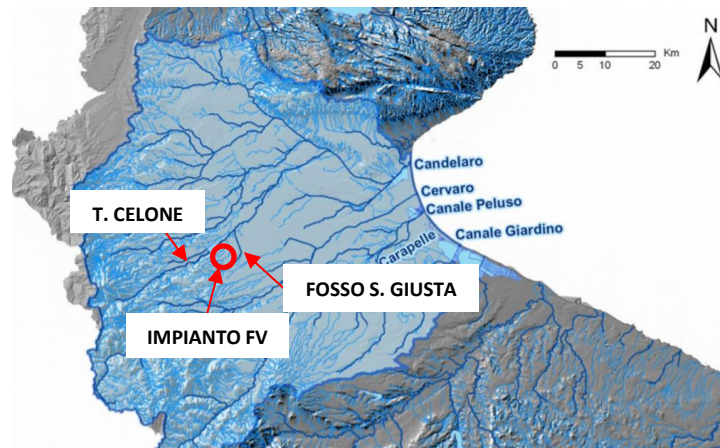 N
Km
0 5 10 20
Candelaro
Cervaro
T. CELONE
Canale Peluso
Canale Giardino
Carapelle
FOSSO S. GIUSTA
IMPIANTO FV